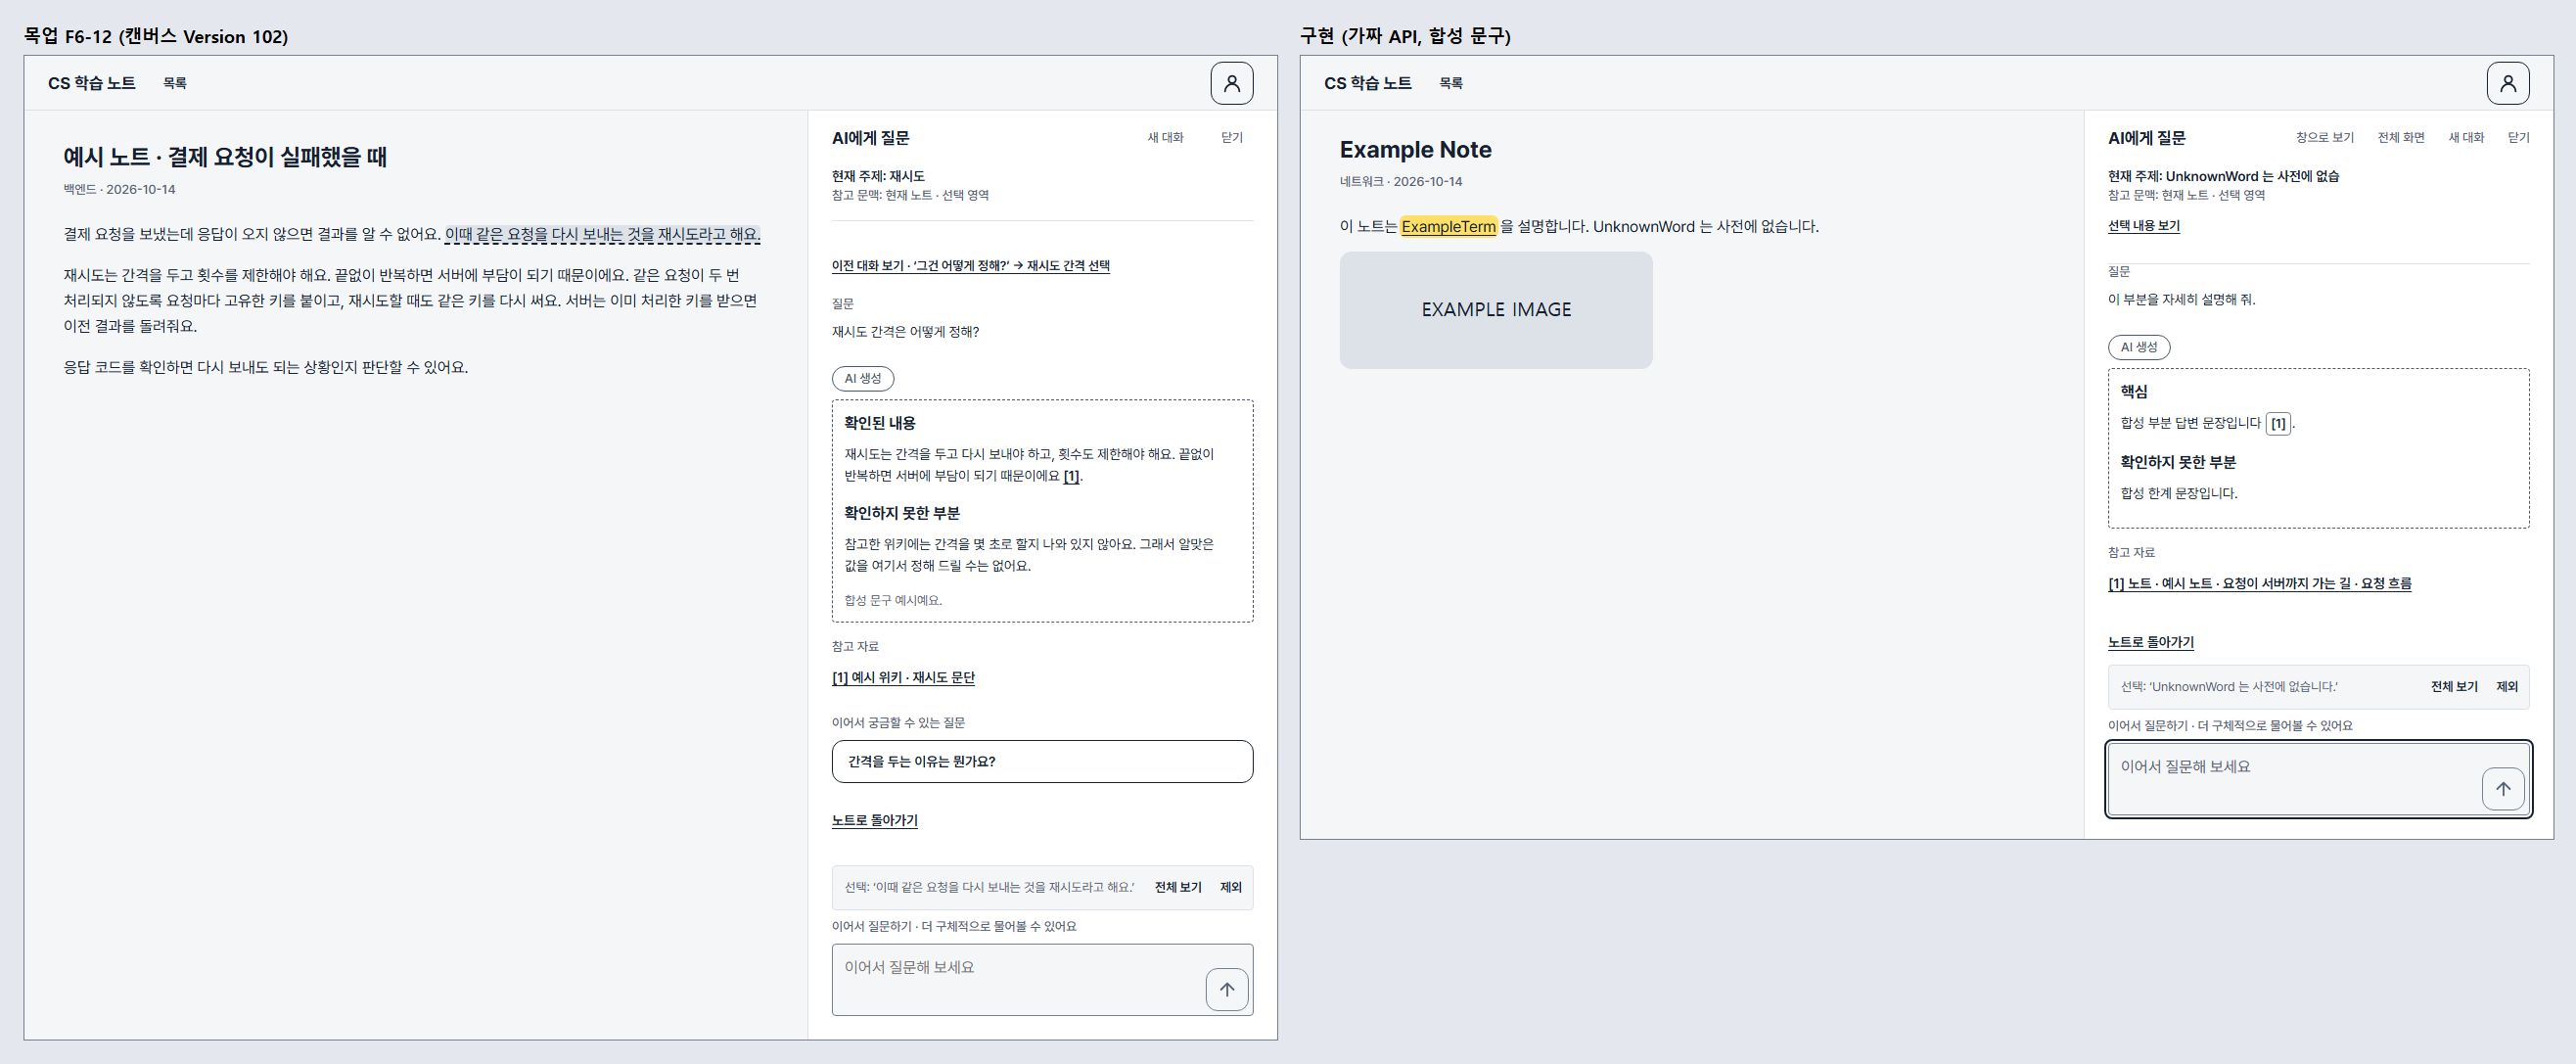 목업 F6-12 (캔버스 Version 102)
CS 학습 노트
목록
예시 노트 · 결제 요청이 실패했을 때
백엔드 · 2026-10-14
결제 요청을 보냈는데 응답이 오지 않으면 결과를 알 수 없어요. 이때 같은 요청을 다시 보내는 것을 재시도라고 해요.
재시도는 간격을 두고 횟수를 제한해야 해요. 끝없이 반복하면 서버에 부담이 되기 때문이에요. 같은 요청이 두 번
처리되지 않도록 요청마다 고유한 키를 붙이고, 재시도할 때도 같은 키를 다시 써요. 서버는 이미 처리한 키를 받으면
이전 결과를 돌려줘요.
응답 코드를 확인하면 다시 보내도 되는 상황인지 판단할 수 있어요.
AI에게 질문
새 대화
닫기
현재 주제: 재시도
참고 문맥: 현재 노트 · 선택 영역
이전 대화 보기 · ‘그건 어떻게 정해?’ → 재시도 간격 선택
질문
재시도 간격은 어떻게 정해?
AI 생성
확인된 내용
재시도는 간격을 두고 다시 보내야 하고, 횟수도 제한해야 해요. 끝없이
반복하면 서버에 부담이 되기 때문이에요 [1].
확인하지 못한 부분
참고한 위키에는 간격을 몇 초로 할지 나와 있지 않아요. 그래서 알맞은
값을 여기서 정해 드릴 수는 없어요.
합성 문구 예시예요.
참고 자료
[1] 예시 위키 · 재시도 문단
이어서 궁금할 수 있는 질문
간격을 두는 이유는 뭔가요?
노트로 돌아가기
선택: ‘이때 같은 요청을 다시 보내는 것을 재시도라고 해요.’
전체 보기
제외
이어서 질문하기 · 더 구체적으로 물어볼 수 있어요
이어서 질문해 보세요
구현 (가짜 API, 합성 문구)
CS 학습 노트
목록
Example Note
네트워크 · 2026-10-14
이 노트는 ExampleTerm 을 설명합니다. UnknownWord 는 사전에 없습니다.
EXAMPLE IMAGE
AI에게 질문
창으로 보기
전체 화면
새 대화
닫기
현재 주제: UnknownWord 는 사전에 없습
참고 문맥: 현재 노트 · 선택 영역
선택 내용 보기
질문
이 부분을 자세히 설명해 줘.
AI 생성
핵심
합성 부분 답변 문장입니다 [1].
확인하지 못한 부분
합성 한계 문장입니다.
참고 자료
[1] 노트 · 예시 노트 · 요청이 서버까지 가는 길 · 요청 흐름
노트로 돌아가기
선택: ‘UnknownWord 는 사전에 없습니다.’
전체 보기
제외
이어서 질문하기 · 더 구체적으로 물어볼 수 있어요
이어서 질문해 보세요